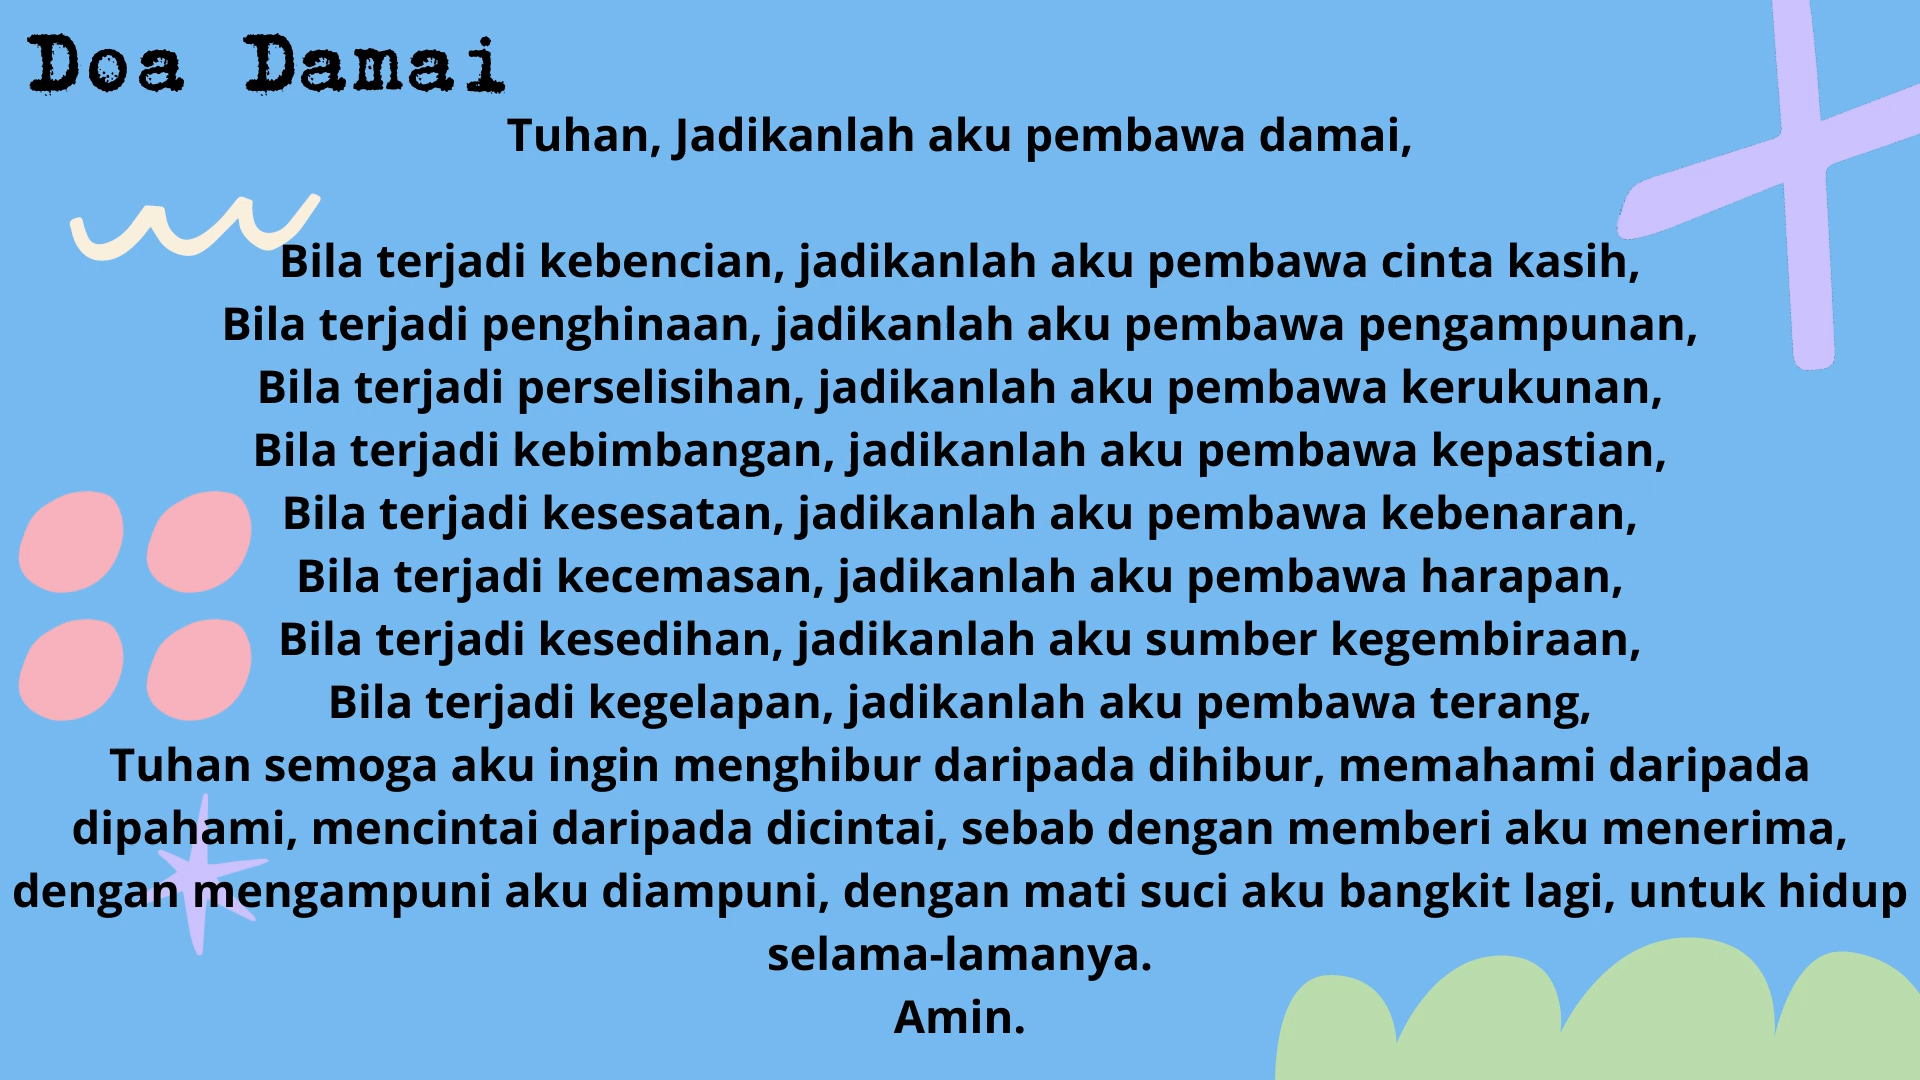 Doa Damai
Tuhan, Jadikanlah aku pembawa damai,
Bila terjadi kebencian, jadikanlah aku pembawa cinta kasih,
Bila terjadi penghinaan, jadikanlah aku pembawa pengampunan,
Bila terjadi perselisihan, jadikanlah aku pembawa kerukunan,
Bila terjadi kebimbangan, jadikanlah aku pembawa kepastian,
Bila terjadi kesesatan, jadikanlah aku pembawa kebenaran,
Bila terjadi kecemasan, jadikanlah aku pembawa harapan,
Bila terjadi kesedihan, jadikanlah aku sumber kegembiraan,
Bila terjadi kegelapan, jadikanlah aku pembawa terang,
Tuhan semoga aku ingin menghibur daripada dihibur, memahami daripada
dipahami, mencintai daripada dicintai, sebab dengan memberi aku menerima,
dengan mengampuni aku diampuni, dengan mati suci aku bangkit lagi, untuk hidup
selama-lamanya.
Amin.